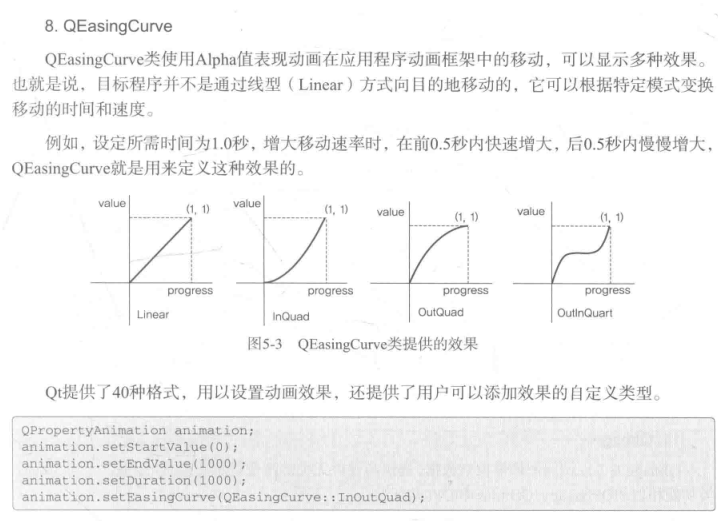 8. QEasingCurve
QEasingCurve类使用Alpha值表现动画在应用程序动画框架中的移动，可以显示多种效果。
也就是说，目标程序并不是通过线型（Linear）方式向目的地移动的，它可以根据特定模式变换
移动的时间和速度。
例如，设定所需时间为1.0秒，增大移动速率时，在前0.5秒内快速增大，后0.5秒内慢慢增大，
QEasingCurve就是用来定义这种效果的。
value (1, 1) value (1, 1) value (1, 1) value (1, 1)
progress progress progress progress
Linear InQuad OutQuad OutInQuart
图5-3 QEasingCurve类提供的效果
Qt提供了40种格式，用以设置动画效果，还提供了用户可以添加效果的自定义类型。
QPropertyAnimation animation;
animation.setStartValue(0);
animation.setEndValue(1000);
animation.setDuration(1000);
animation.setEasingCurve(QEasingCurve::InOutQuad);